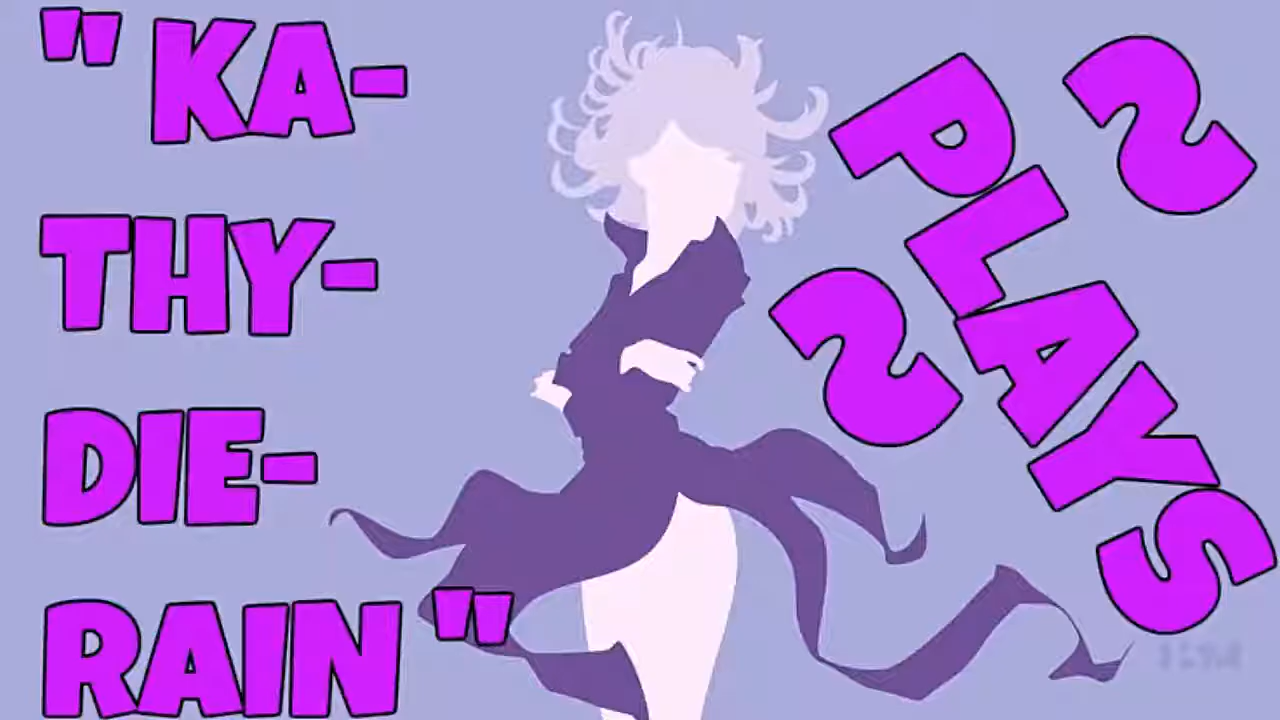 " KA-
THY-
DIE-
RAIN "
S
PLAYS
S